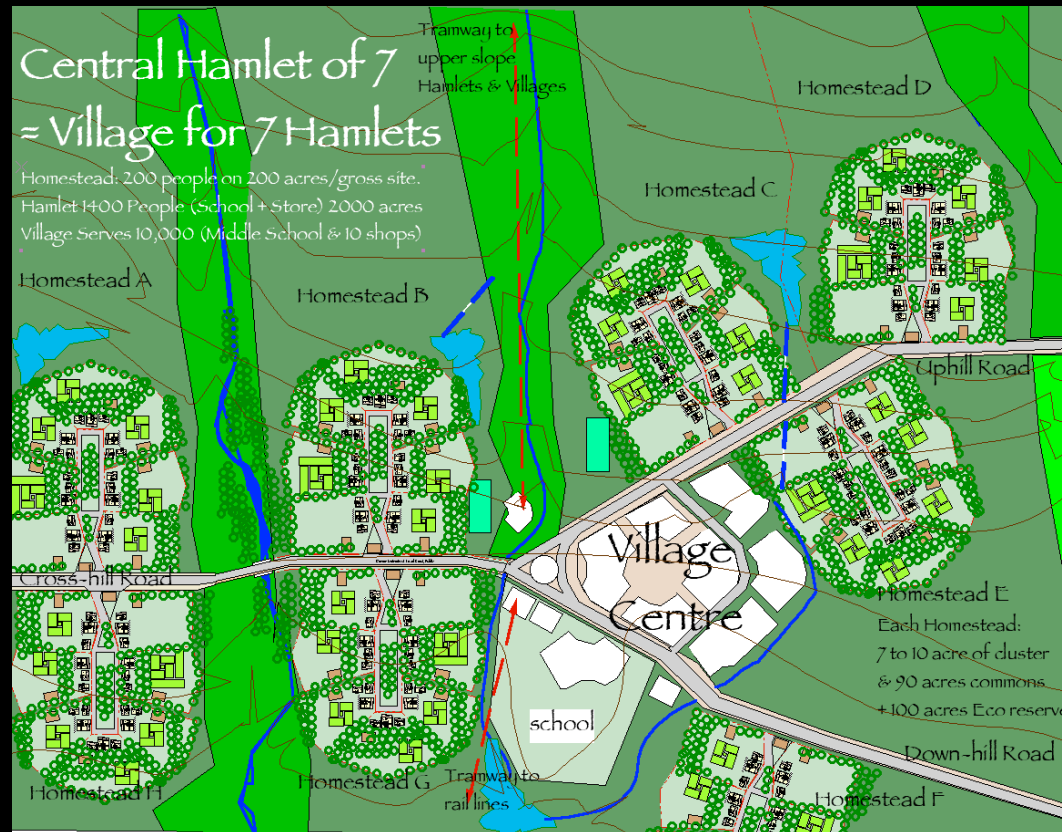 Central Hamlet of 7
= Village for 7 Hamlets
Homestead: 200 people on 200 acres/gross site.
Hamlet 1400 People (School + Store) 2000 acres
Village Serves 10,000 (Middle School & 10 shops)
Tramway to
upper slope
Hamlets & Villages
Homestead D
Homestead C
Homestead A
Homestead B
Uphill Road
Village
Centre
Cross-hill Road
Homestead E
Each Homestead:
7 to 10 acre of cluster
& 90 acres commons
+ 100 acres Eco reserve
school
Down-hill Road
Tramway to
rail lines
Homestead G
Homestead H
Homestead F